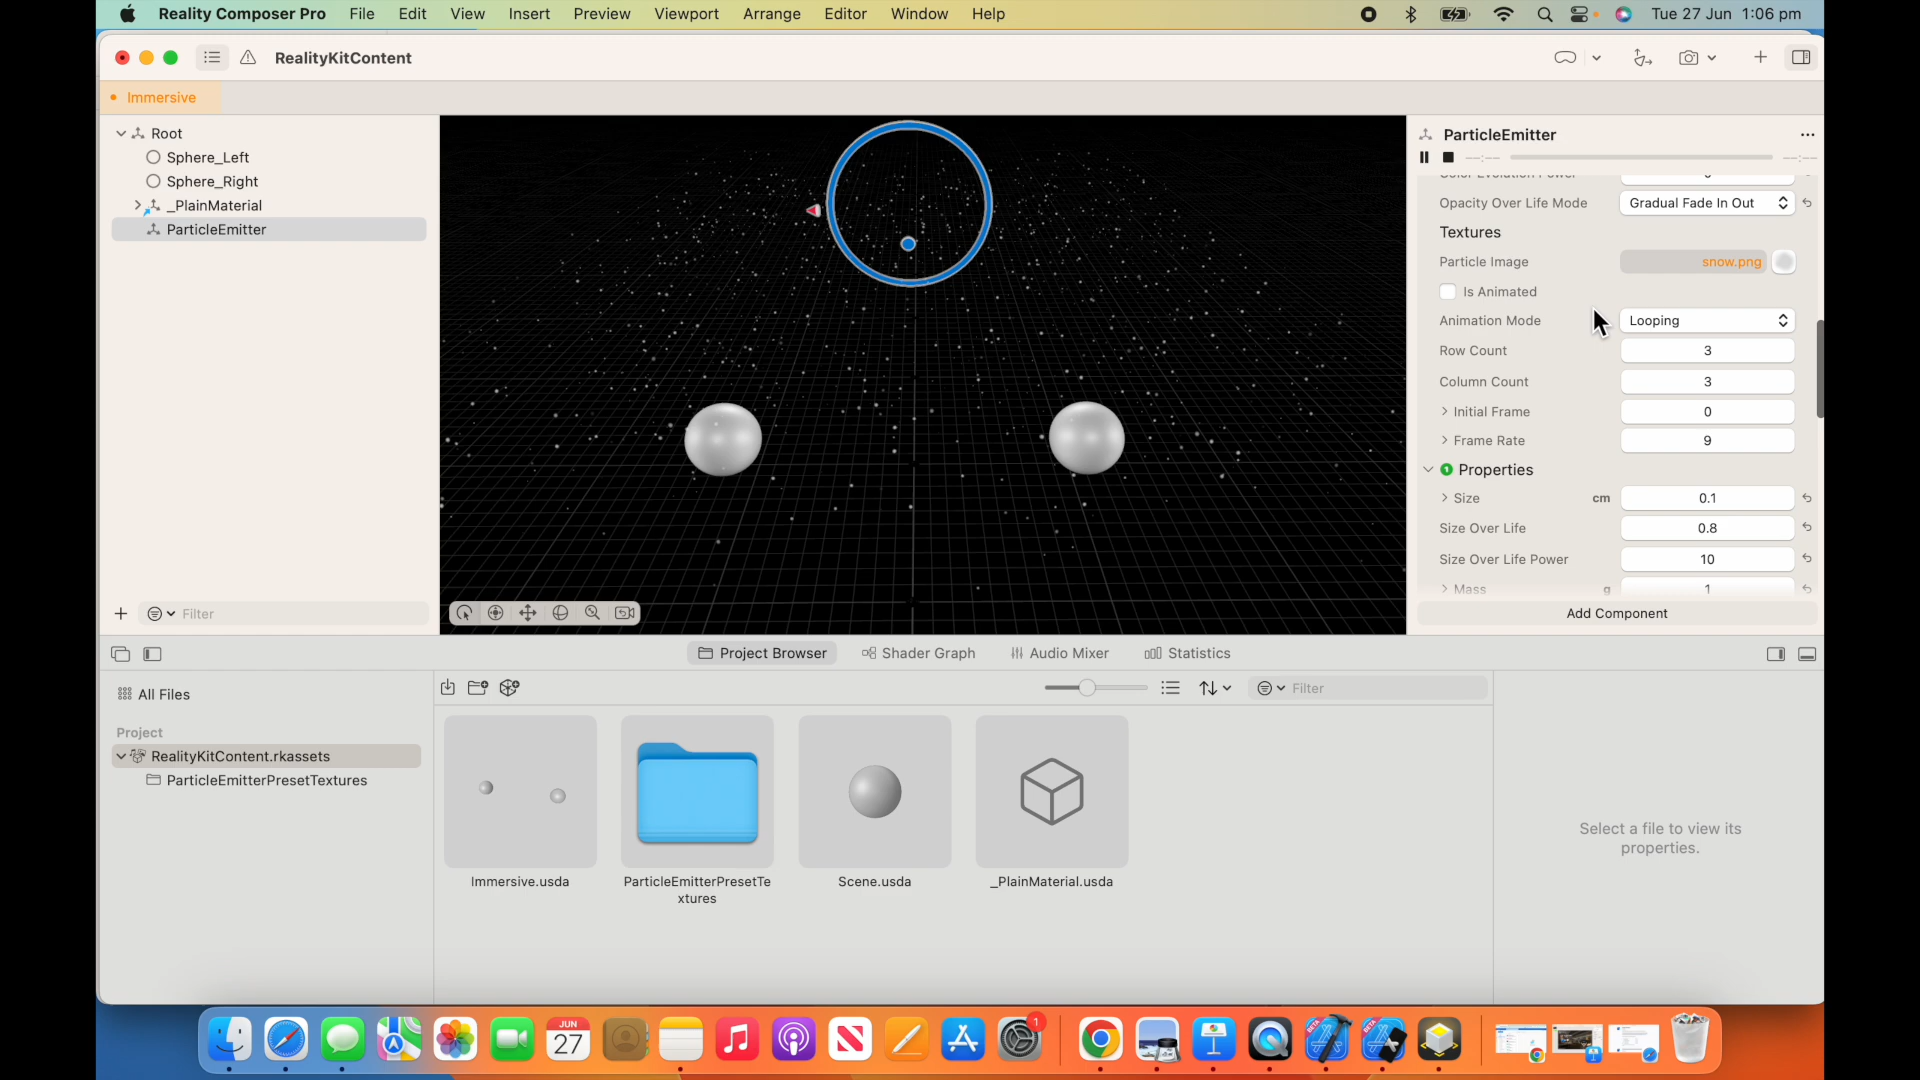 Reality Composer Pro File Edit View Insert Preview Viewport Arrange Editor Window Help Tue 27 Jun 1:06 pm
RealityKitContent
Immersive
Root
Sphere_Left
Sphere_Right
_PlainMaterial
ParticleEmitter
Filter
ParticleEmitter
--:-- --:--
Opacity Over Life Mode Gradual Fade In Out
Textures
Particle Image snow.png
Is Animated
Animation Mode Looping
Row Count 3
Column Count 3
Initial Frame 0
Frame Rate 9
1 Properties
Size cm 0.1
Size Over Life 0.8
Size Over Life Power 10
Mass g 1
Add Component
Project Browser Shader Graph Audio Mixer Statistics
All Files
Project
RealityKitContent.rkassets
ParticleEmitterPresetTextures
Filter
Immersive.usda
ParticleEmitterPresetTe
xtures
Scene.usda
_PlainMaterial.usda
Select a file to view its
properties.
JUN
27
1
BETA
BETA